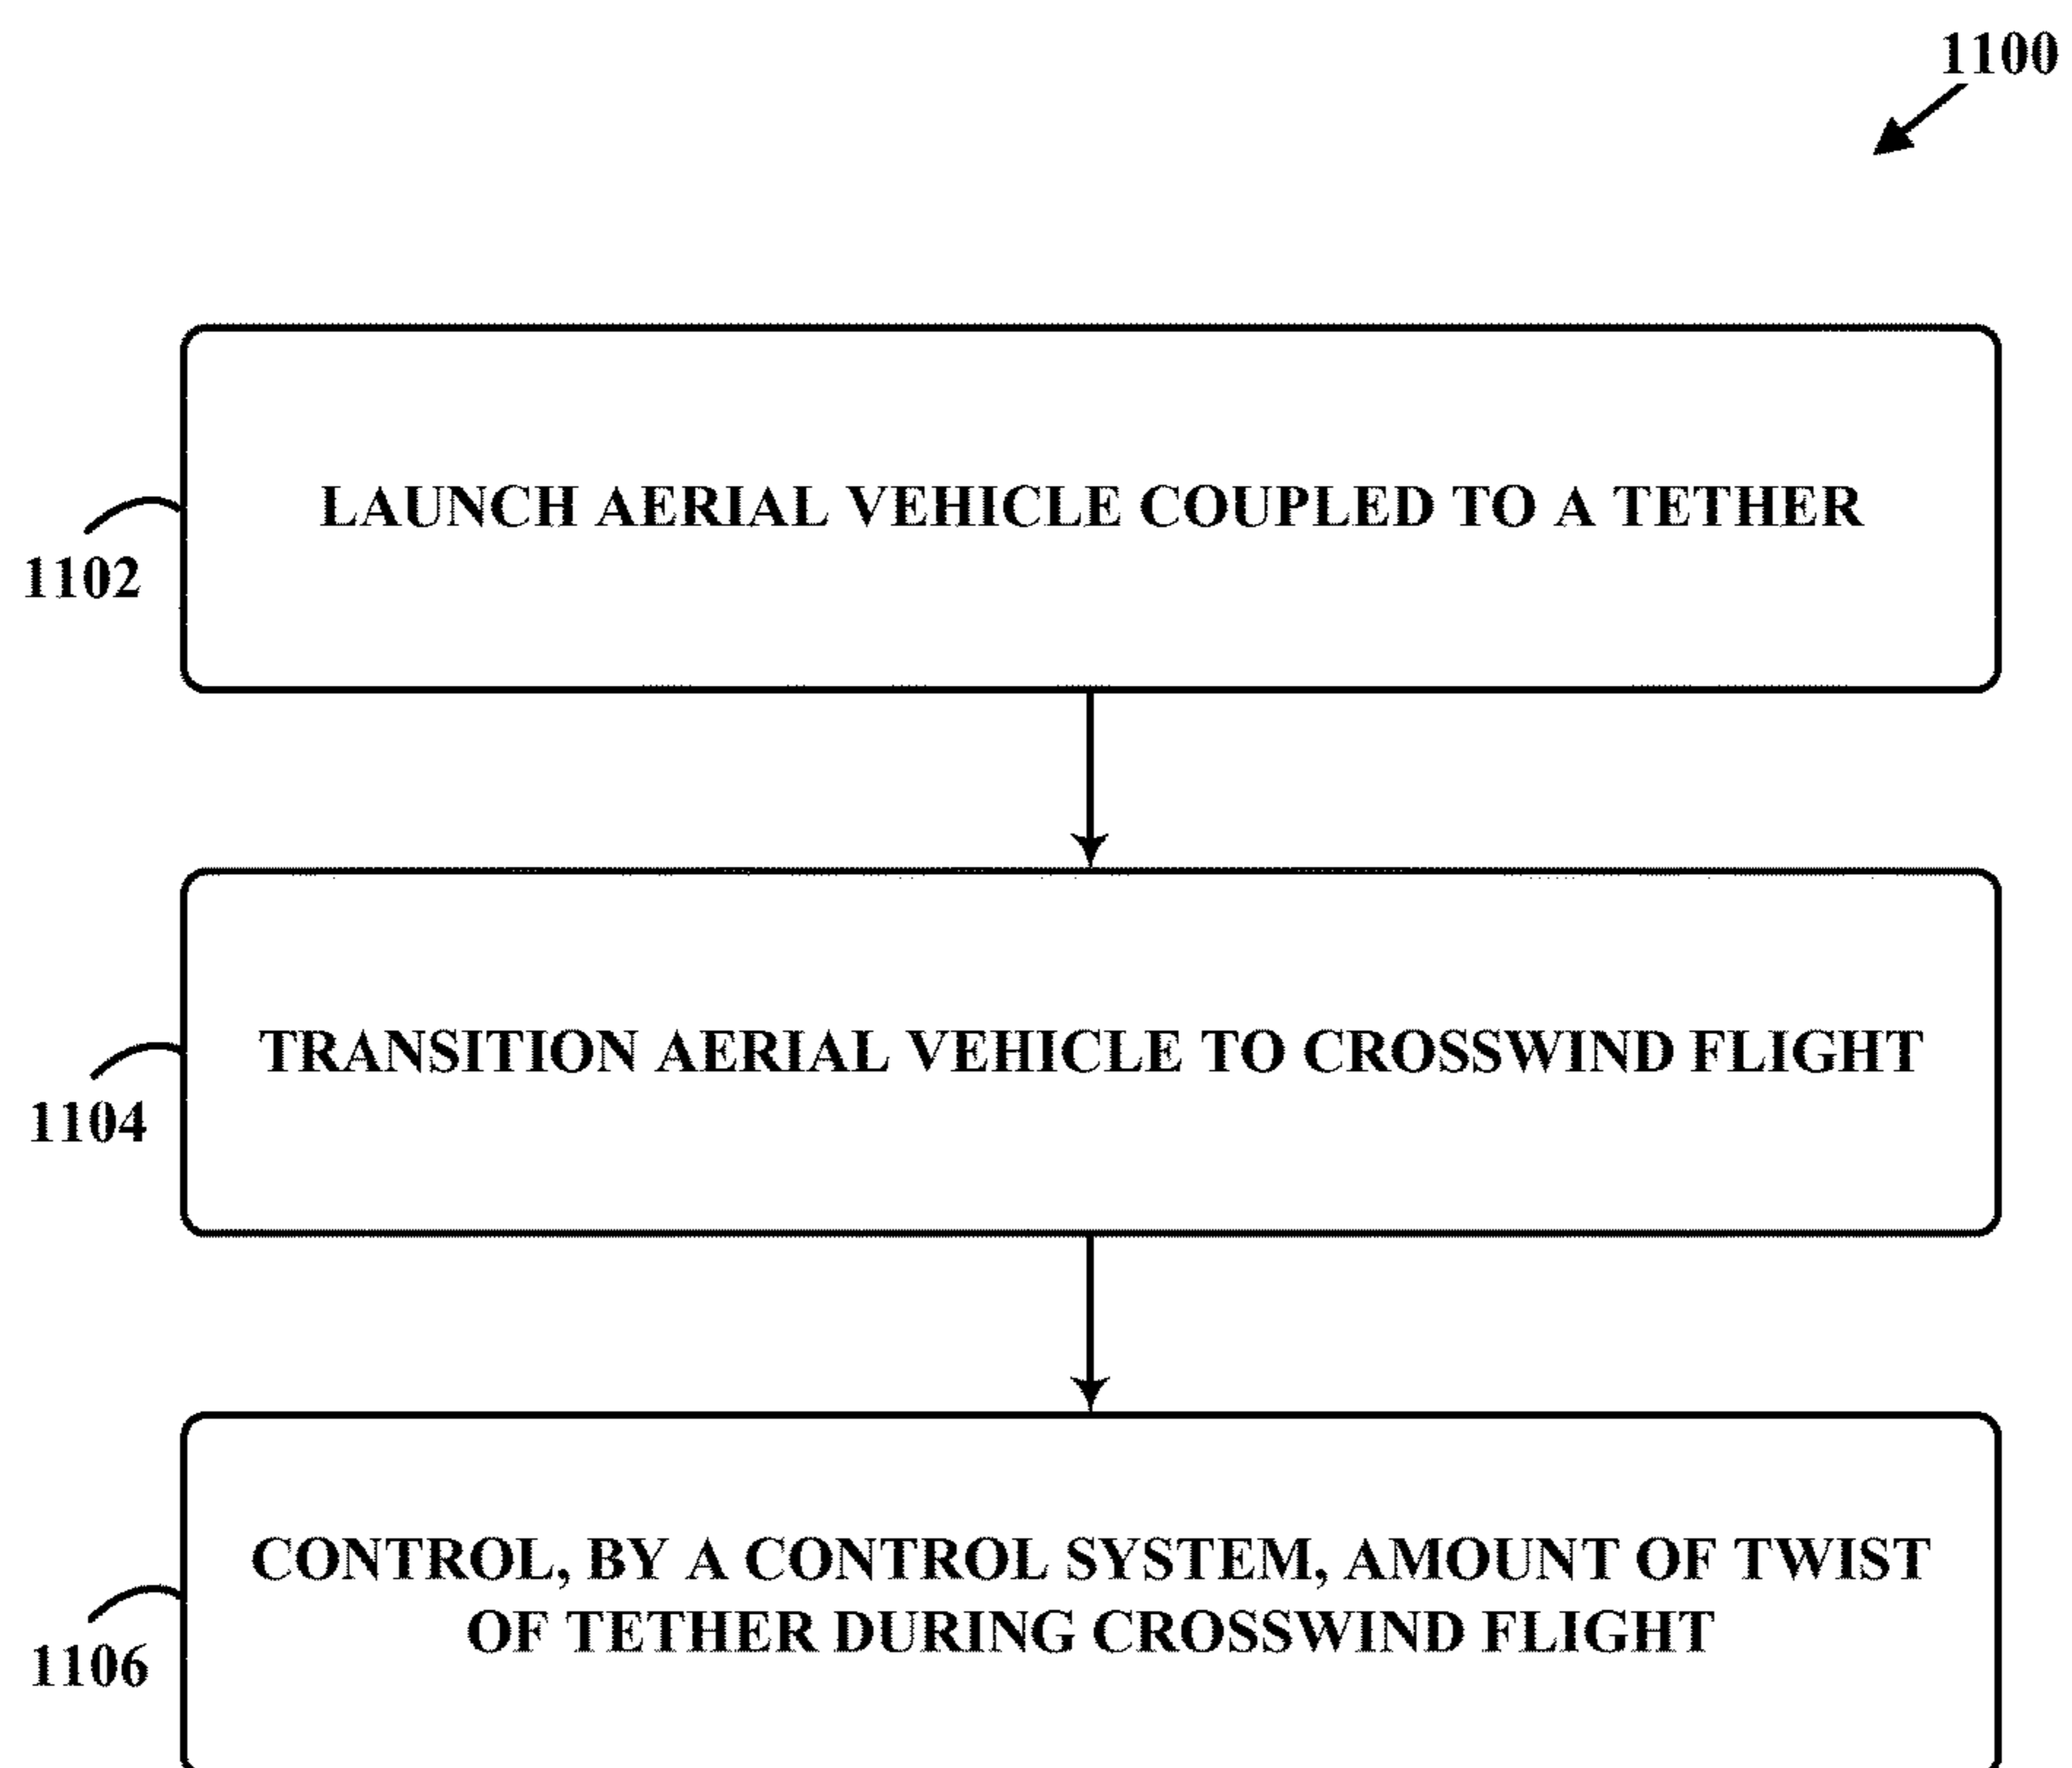 1100
LAUNCH AERIAL VEHICLE COUPLED TO A TETHER
1102
TRANSITION AERIAL VEHICLE TO CROSSWIND FLIGHT
1104
CONTROL, BY A CONTROL SYSTEM, AMOUNT OF TWIST
OF TETHER DURING CROSSWIND FLIGHT
1106